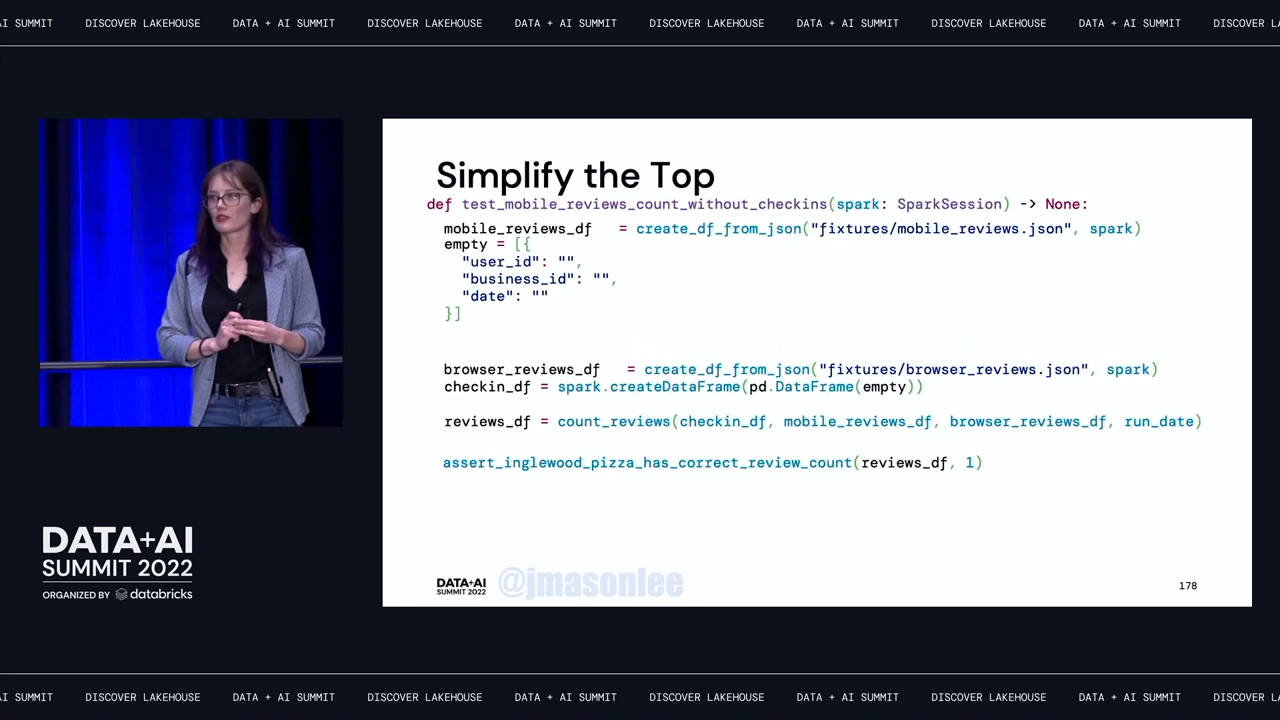 AI SUMMIT DISCOVER LAKEHOUSE DATA + AI SUMMIT DISCOVER LAKEHOUSE DATA + AI SUMMIT DISCOVER LAKEHOUSE DATA + AI SUMMIT DISCOVER LAKEHOUSE DATA + AI SUMMIT DISCOVER L
Simplify the Top
def test_mobile_reviews_count_without_checkins(spark: SparkSession) -> None:
mobile_reviews_df = create_df_from_json("fixtures/mobile_reviews.json", spark)
empty = [{
"user_id": "",
"business_id": "",
"date": ""
}]
browser_reviews_df = create_df_from_json("fixtures/browser_reviews.json", spark)
checkin_df = spark.createDataFrame(pd.DataFrame(empty))
reviews_df = count_reviews(checkin_df, mobile_reviews_df, browser_reviews_df, run_date)
assert_inglewood_pizza_has_correct_review_count(reviews_df, 1)
DATA+AI
SUMMIT 2022
@jmasonlee
178
DATA+AI
SUMMIT 2022
ORGANIZED BY databricks
AI SUMMIT DISCOVER LAKEHOUSE DATA + AI SUMMIT DISCOVER LAKEHOUSE DATA + AI SUMMIT DISCOVER LAKEHOUSE DATA + AI SUMMIT DISCOVER LAKEHOUSE DATA + AI SUMMIT DISCOVER L